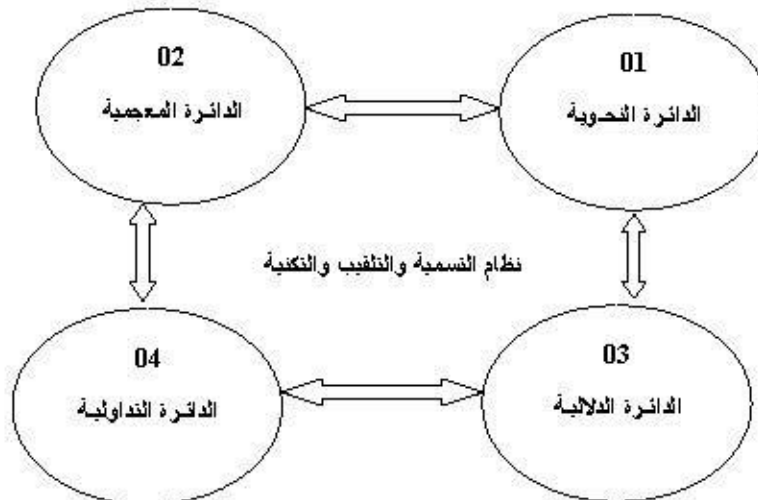 01
الدائرة النحوية
02
الدائرة المعجمية
نظام التسمية والتلقيب والتكنية
03
الدائرة الدلالية
04
الدائرة التداولية